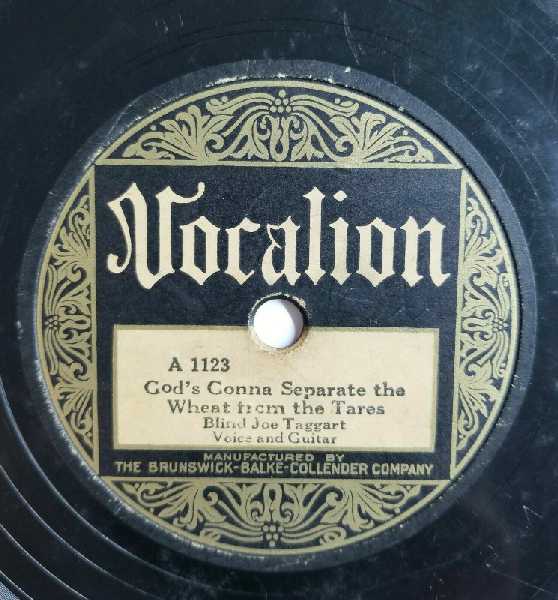 Vocalion
A 1123
God's Gonna Separate the
Wheat from the Tares
Blind Joe Taggart
Voice and Guitar
MANUFACTURED BY
THE BRUNSWICK-BALKE-COLLENDER COMPANY